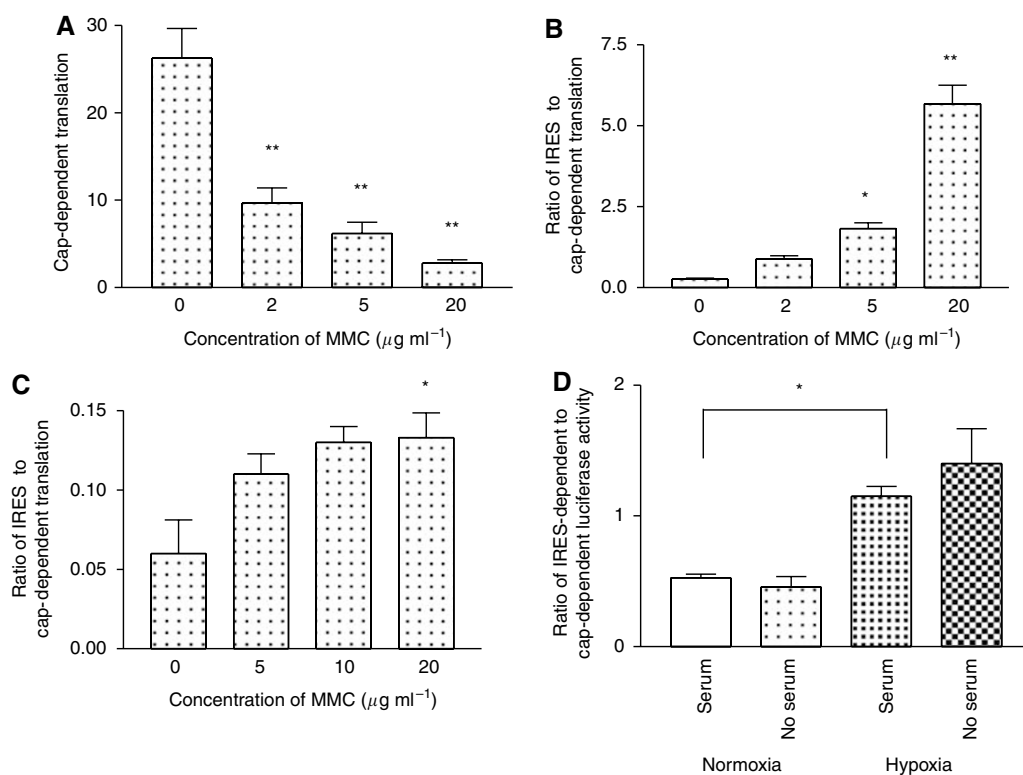 A
Cap-dependent translation
30
20
10
0
**
**
**
0 2 5 20
Concentration of MMC (μg ml⁻¹)
B
Ratio of IRES to
cap-dependent translation
7.5
5.0
2.5
0.0
*
**
0 2 5 20
Concentration of MMC (μg ml⁻¹)
C
Ratio of IRES to
cap-dependent translation
0.15
0.10
0.05
0.00
*
0 5 10 20
Concentration of MMC (μg ml⁻¹)
D
Ratio of IRES-dependent to
cap-dependent luciferase activity
2
1
0
*
Serum
No serum
Serum
No serum
Normoxia Hypoxia